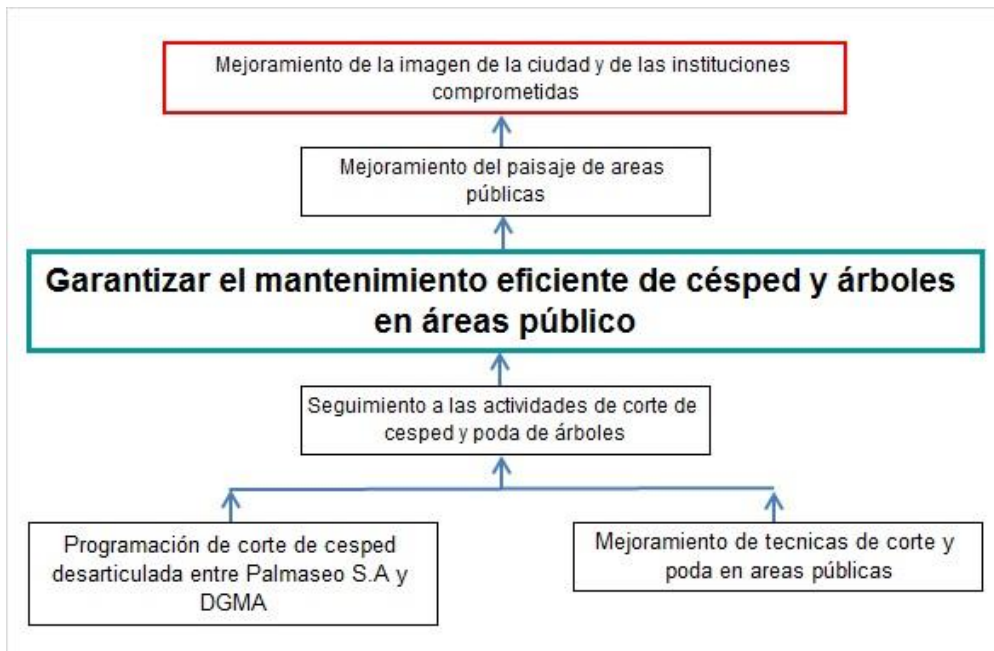 Mejoramiento de la imagen de la ciudad y de las instituciones
comprometidas
Mejoramiento del paisaje de areas
públicas
Garantizar el mantenimiento eficiente de césped y árboles
en áreas público
Seguimiento a las actividades de corte de
cesped y poda de árboles
Programación de corte de cesped
desarticulada entre Palmaseo S.A y
DGMA
Mejoramiento de tecnicas de corte y
poda en areas públicas